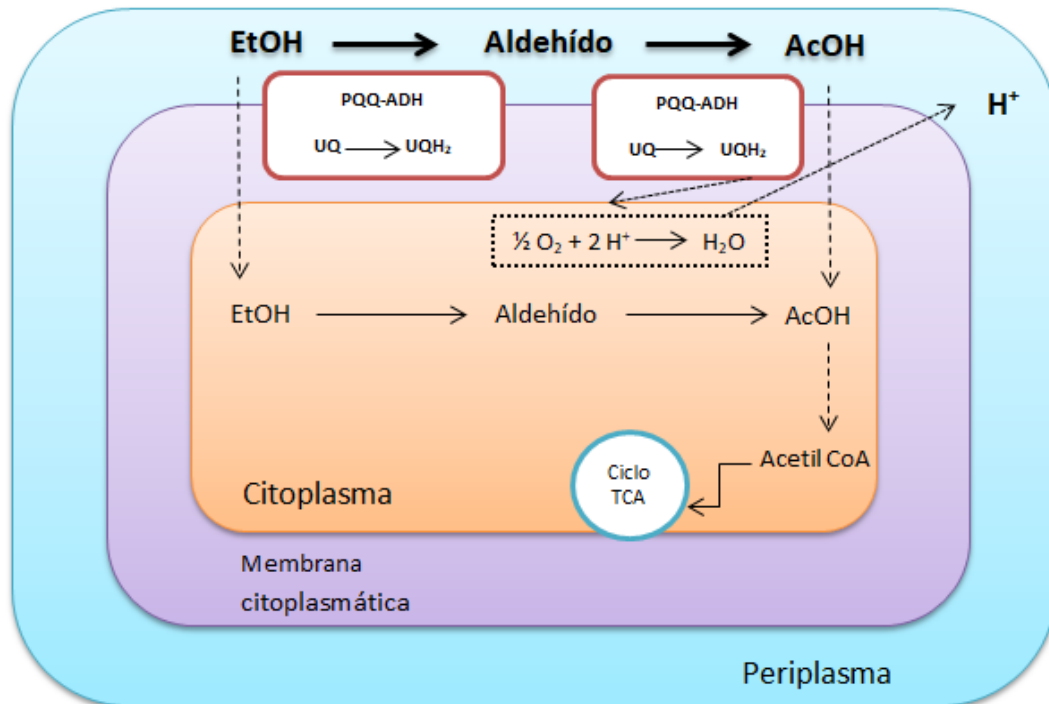 EtOH Aldehído AcOH
PQQ-ADH
UQ UQH₂
PQQ-ADH
UQ UQH₂
H⁺
½ O₂ + 2 H⁺ H₂O
EtOH Aldehído AcOH
Acetil CoA
Ciclo
TCA
Citoplasma
Membrana
citoplasmática
Periplasma